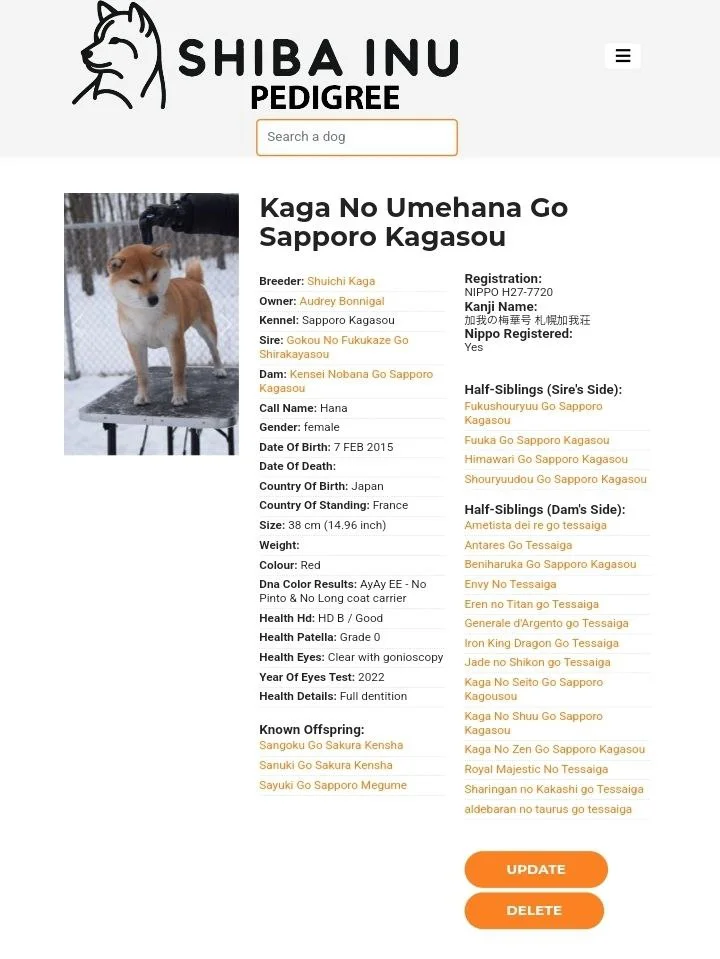 SHIBA INU
PEDIGREE
Search a dog
Kaga No Umehana Go
Sapporo Kagasou
Breeder: Shuichi Kaga
Owner: Audrey Bonnigal
Kennel: Sapporo Kagasou
Sire: Gokou No Fukukaze Go
Shirakayasou
Dam: Kensei Nobana Go Sapporo
Kagasou
Call Name: Hana
Gender: female
Date Of Birth: 7 FEB 2015
Date Of Death:
Country Of Birth: Japan
Country Of Standing: France
Size: 38 cm (14.96 inch)
Weight:
Colour: Red
Dna Color Results: AyAy EE - No
Pinto & No Long coat carrier
Health Hd: HD B / Good
Health Patella: Grade 0
Health Eyes: Clear with gonioscopy
Year Of Eyes Test: 2022
Health Details: Full dentition
Known Offspring:
Sangoku Go Sakura Kensha
Sanuki Go Sakura Kensha
Sayuki Go Sapporo Megume
Registration:
NIPPO H27-7720
Kanji Name:
加我の梅華号 札幌加我荘
Nippo Registered:
Yes
Half-Siblings (Sire's Side):
Fukushouryuu Go Sapporo
Kagasou
Fuuka Go Sapporo Kagasou
Himawari Go Sapporo Kagasou
Shouryuudou Go Sapporo Kagasou
Half-Siblings (Dam's Side):
Ametista dei re go tessaiga
Antares Go Tessaiga
Beniharuka Go Sapporo Kagasou
Envy No Tessaiga
Eren no Titan go Tessaiga
Generale d'Argento go Tessaiga
Iron King Dragon Go Tessaiga
Jade no Shikon go Tessaiga
Kaga No Seito Go Sapporo
Kagousou
Kaga No Shuu Go Sapporo
Kagasou
Kaga No Zen Go Sapporo Kagasou
Royal Majestic No Tessaiga
Sharingan no Kakashi go Tessaiga
aldebaran no taurus go tessaiga
UPDATE
DELETE